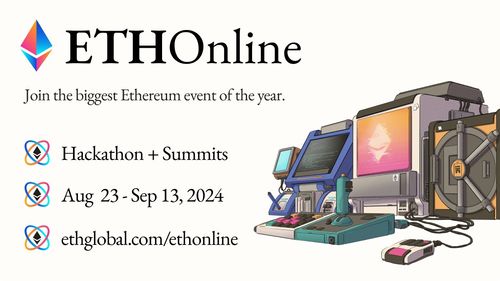 ETHOnline
Join the biggest Ethereum event of the year.
Hackathon + Summits
Aug 23 - Sep 13, 2024
ethglobal.com/ethonline